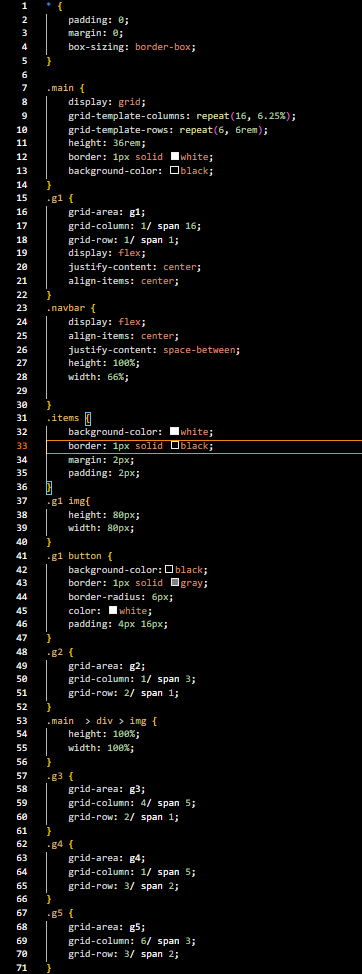 1 * {
2 padding: 0;
3 margin: 0;
4 box-sizing: border-box;
5 }
6
7 .main {
8 display: grid;
9 grid-template-columns: repeat(16, 6.25%);
10 grid-template-rows: repeat(6, 6rem);
11 height: 36rem;
12 border: 1px solid white;
13 background-color: black;
14 }
15 .g1 {
16 grid-area: g1;
17 grid-column: 1/ span 16;
18 grid-row: 1/ span 1;
19 display: flex;
20 justify-content: center;
21 align-items: center;
22 }
23 .navbar {
24 display: flex;
25 align-items: center;
26 justify-content: space-between;
27 height: 100%;
28 width: 66%;
29
30 }
31 .items {
32 background-color: white;
33 border: 1px solid black;
34 margin: 2px;
35 padding: 2px;
36 }
37 .g1 img{
38 height: 80px;
39 width: 80px;
40 }
41 .g1 button {
42 background-color: black;
43 border: 1px solid gray;
44 border-radius: 6px;
45 color: white;
46 padding: 4px 16px;
47 }
48 .g2 {
49 grid-area: g2;
50 grid-column: 1/ span 3;
51 grid-row: 2/ span 1;
52 }
53 .main > div > img {
54 height: 100%;
55 width: 100%;
56 }
57 .g3 {
58 grid-area: g3;
59 grid-column: 4/ span 5;
60 grid-row: 2/ span 1;
61 }
62 .g4 {
63 grid-area: g4;
64 grid-column: 1/ span 5;
65 grid-row: 3/ span 2;
66 }
67 .g5 {
68 grid-area: g5;
69 grid-column: 6/ span 3;
70 grid-row: 3/ span 2;
71 }